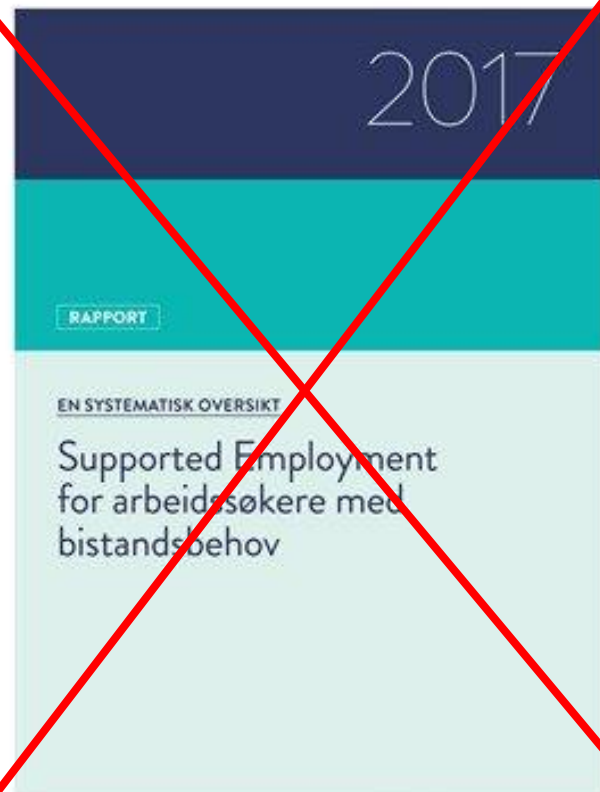 2017
RAPPORT
EN SYSTEMATISK OVERSIKT
Supported Employment
for arbeidssøkere med
bistandsbehov